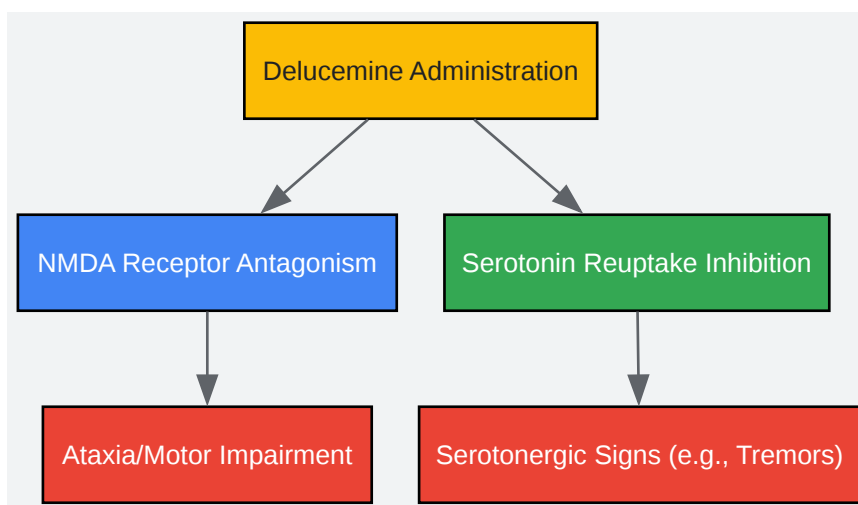 Delucemine Administration
NMDA Receptor Antagonism
Serotonin Reuptake Inhibition
Ataxia/Motor Impairment
Serotonergic Signs (e.g., Tremors)